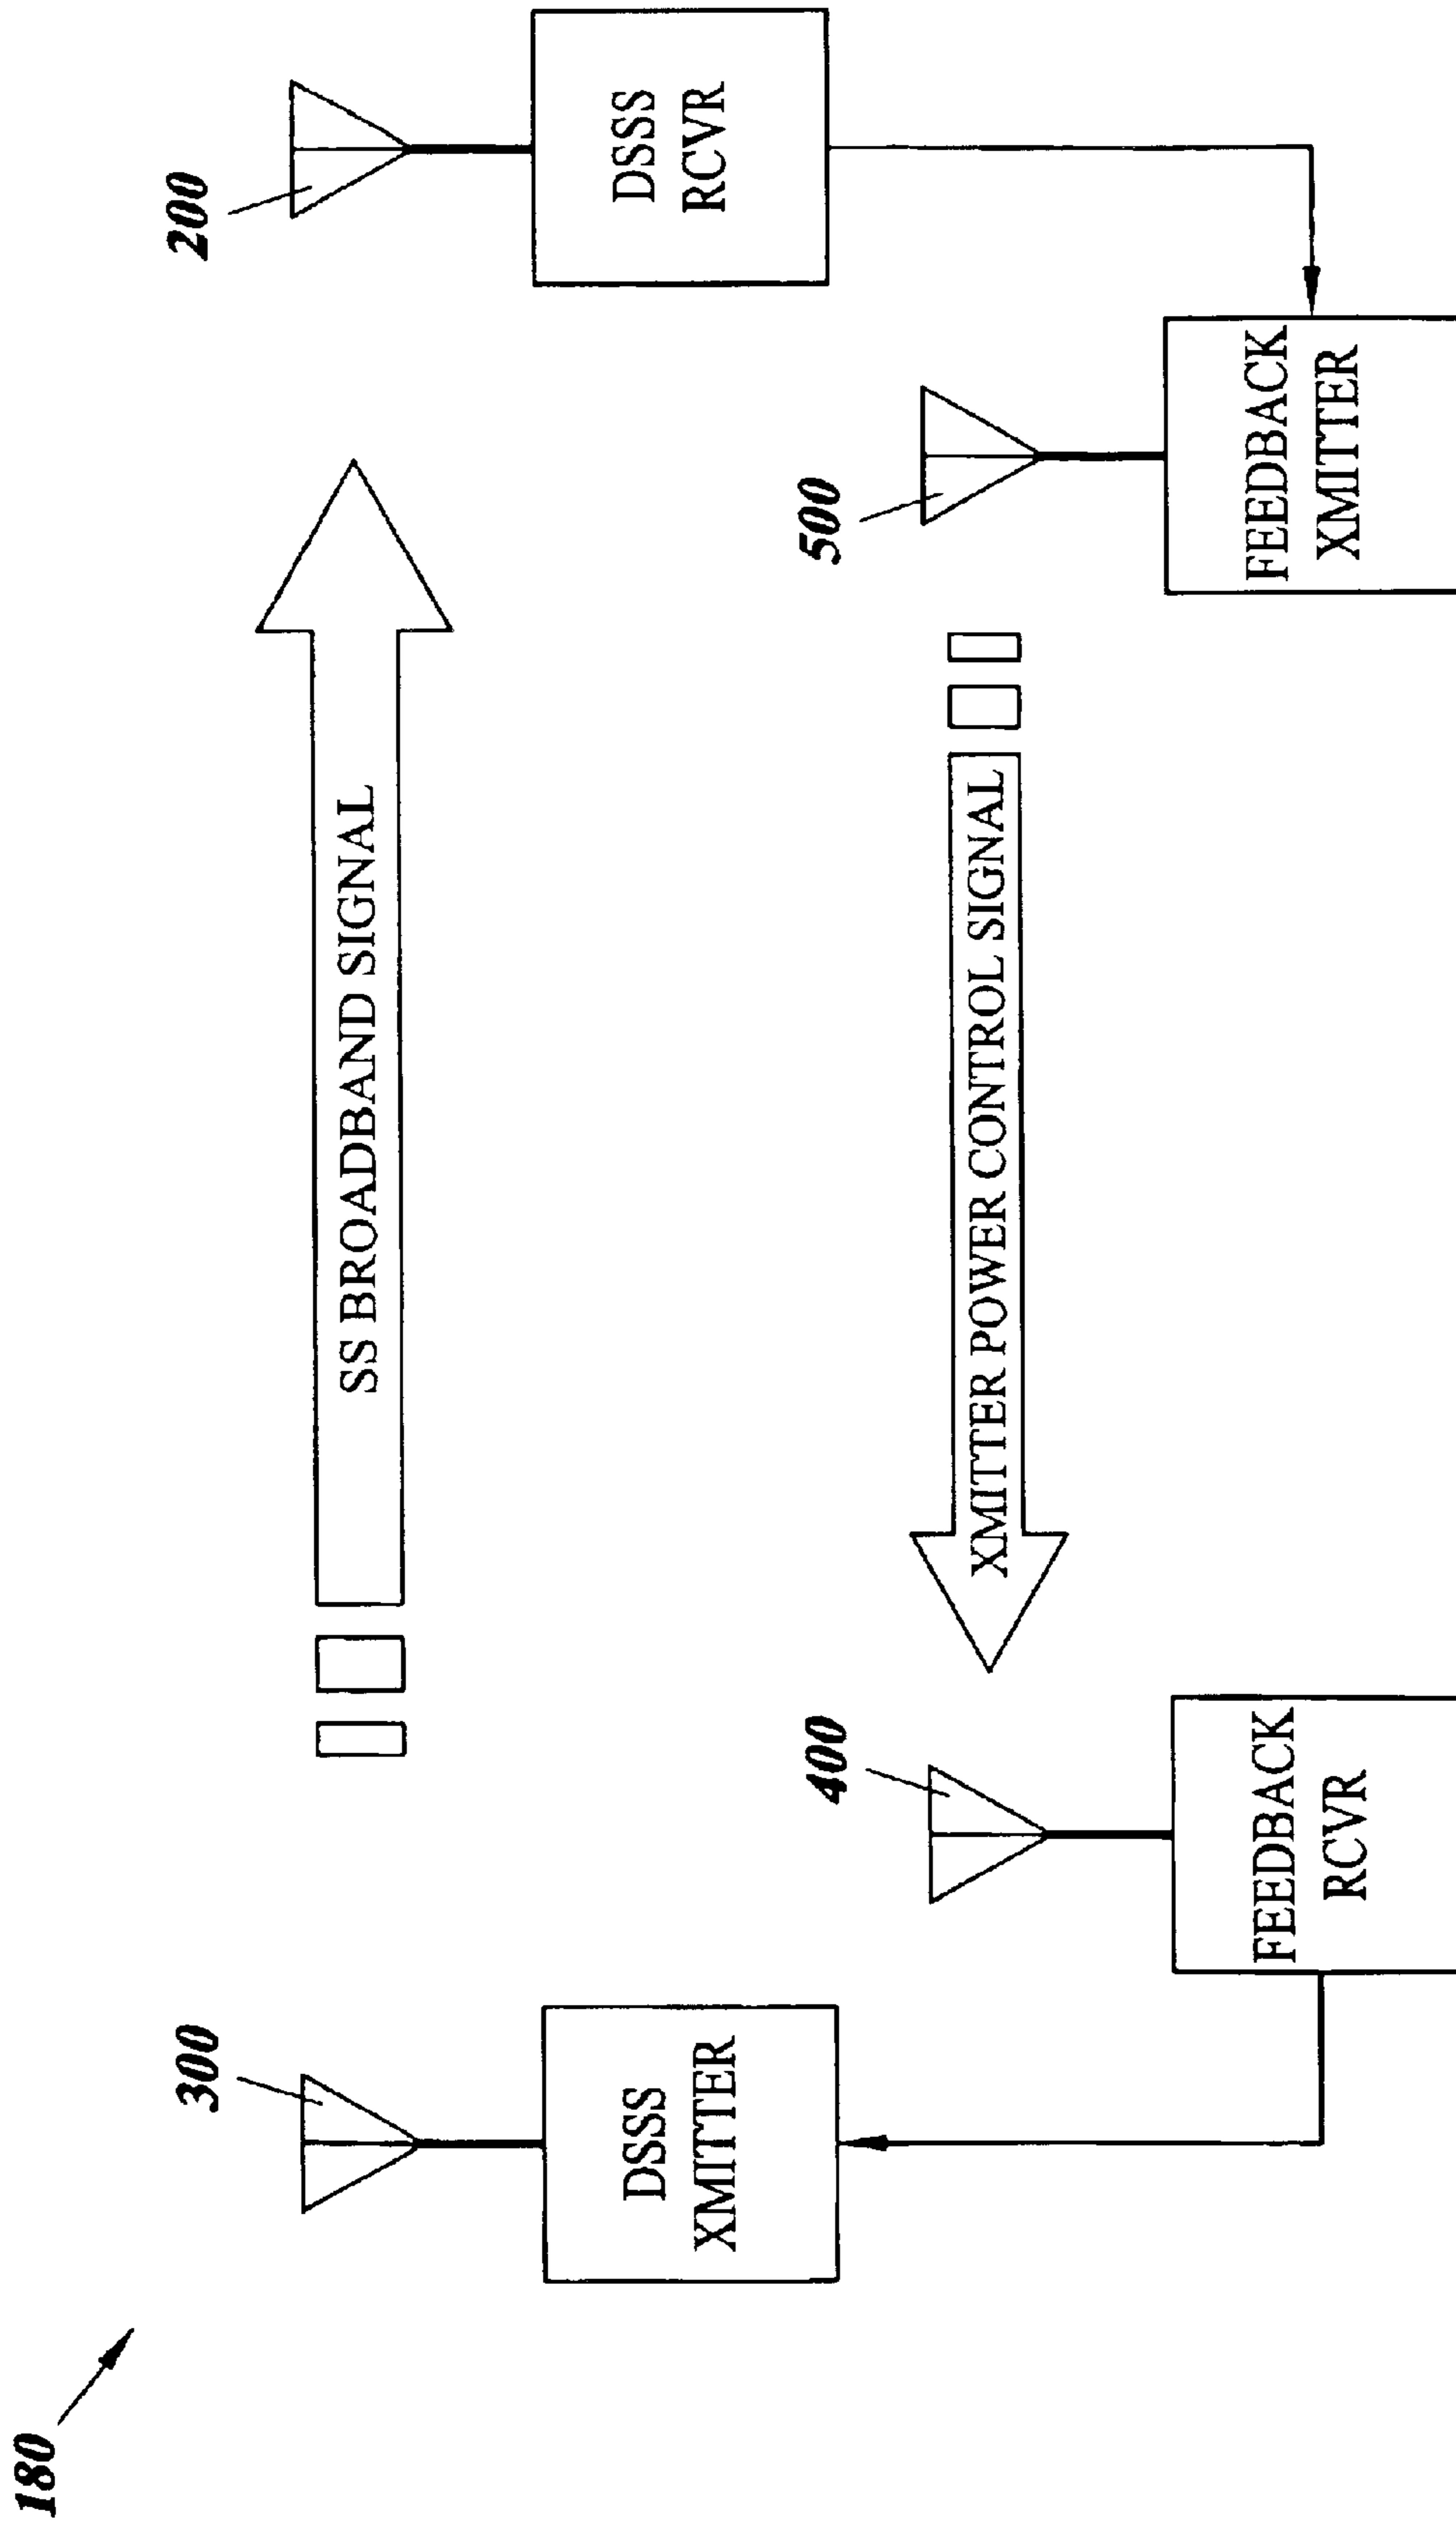 180
300
DSSS
XMITTER
SS BROADBAND SIGNAL
200
DSSS
RCVR
400
FEEDBACK
RCVR
XMITTER POWER CONTROL SIGNAL
500
FEEDBACK
XMITTER